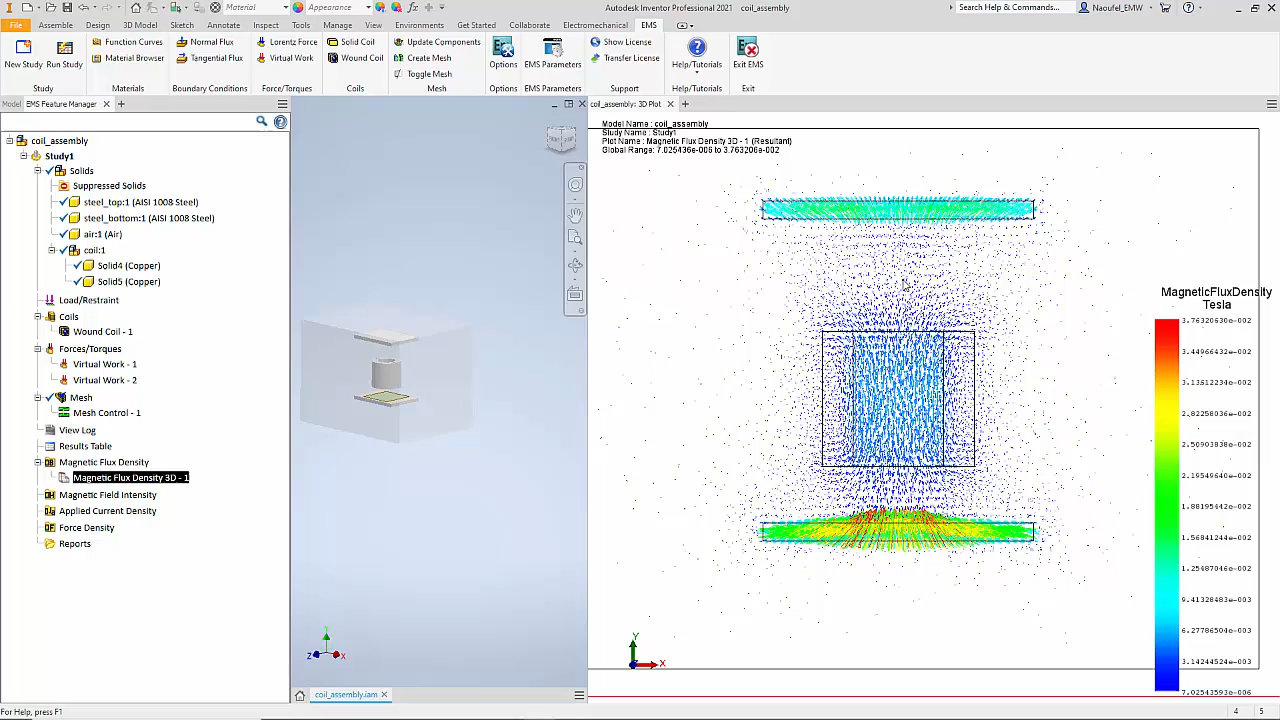 Material
Appearance
Autodesk Inventor Professional 2021 coil_assembly
Search Help & Commands...
Naoufel_EMW
File Assemble Design 3D Model Sketch Annotate Inspect Tools Manage View Environments Get Started Collaborate Electromechanical EMS
New Study
Run Study
Study
Function Curves
Material Browser
Materials
Normal Flux
Tangential Flux
Boundary Conditions
Lorentz Force
Virtual Work
Force/Torques
Solid Coil
Wound Coil
Coils
Update Components
Create Mesh
Toggle Mesh
Mesh
Options
Options
EMS Parameters
EMS Parameters
Show License
Transfer License
Support
Help/Tutorials
Help/Tutorials
Exit EMS
Exit
Model EMS Feature Manager
coil_assembly
Study1
Solids
Suppressed Solids
steel_top:1 (AISI 1008 Steel)
steel_bottom:1 (AISI 1008 Steel)
air:1 (Air)
coil:1
Solid4 (Copper)
Solid5 (Copper)
Load/Restraint
Coils
Wound Coil - 1
Forces/Torques
Virtual Work - 1
Virtual Work - 2
Mesh
Mesh Control - 1
View Log
Results Table
Magnetic Flux Density
Magnetic Flux Density 3D - 1
Magnetic Field Intensity
Applied Current Density
Force Density
Reports
Y
Z
X
coil_assembly.iam
coil_assembly: 3D Plot
Model Name : coil_assembly
Study Name : Study1
Plot Name : Magnetic Flux Density 3D - 1 (Resultant)
Global Range: 7.025436e-006 to 3.763206e-002
MagneticFluxDensity
Tesla
3.76320630e-002
3.44966432e-002
3.13612234e-002
2.82258036e-002
2.50903838e-002
2.19549640e-002
1.88195442e-002
1.56841244e-002
1.25487046e-002
9.41328483e-003
6.27786504e-003
3.14244524e-003
7.02543593e-006
Y
X
For Help, press F1
4 5